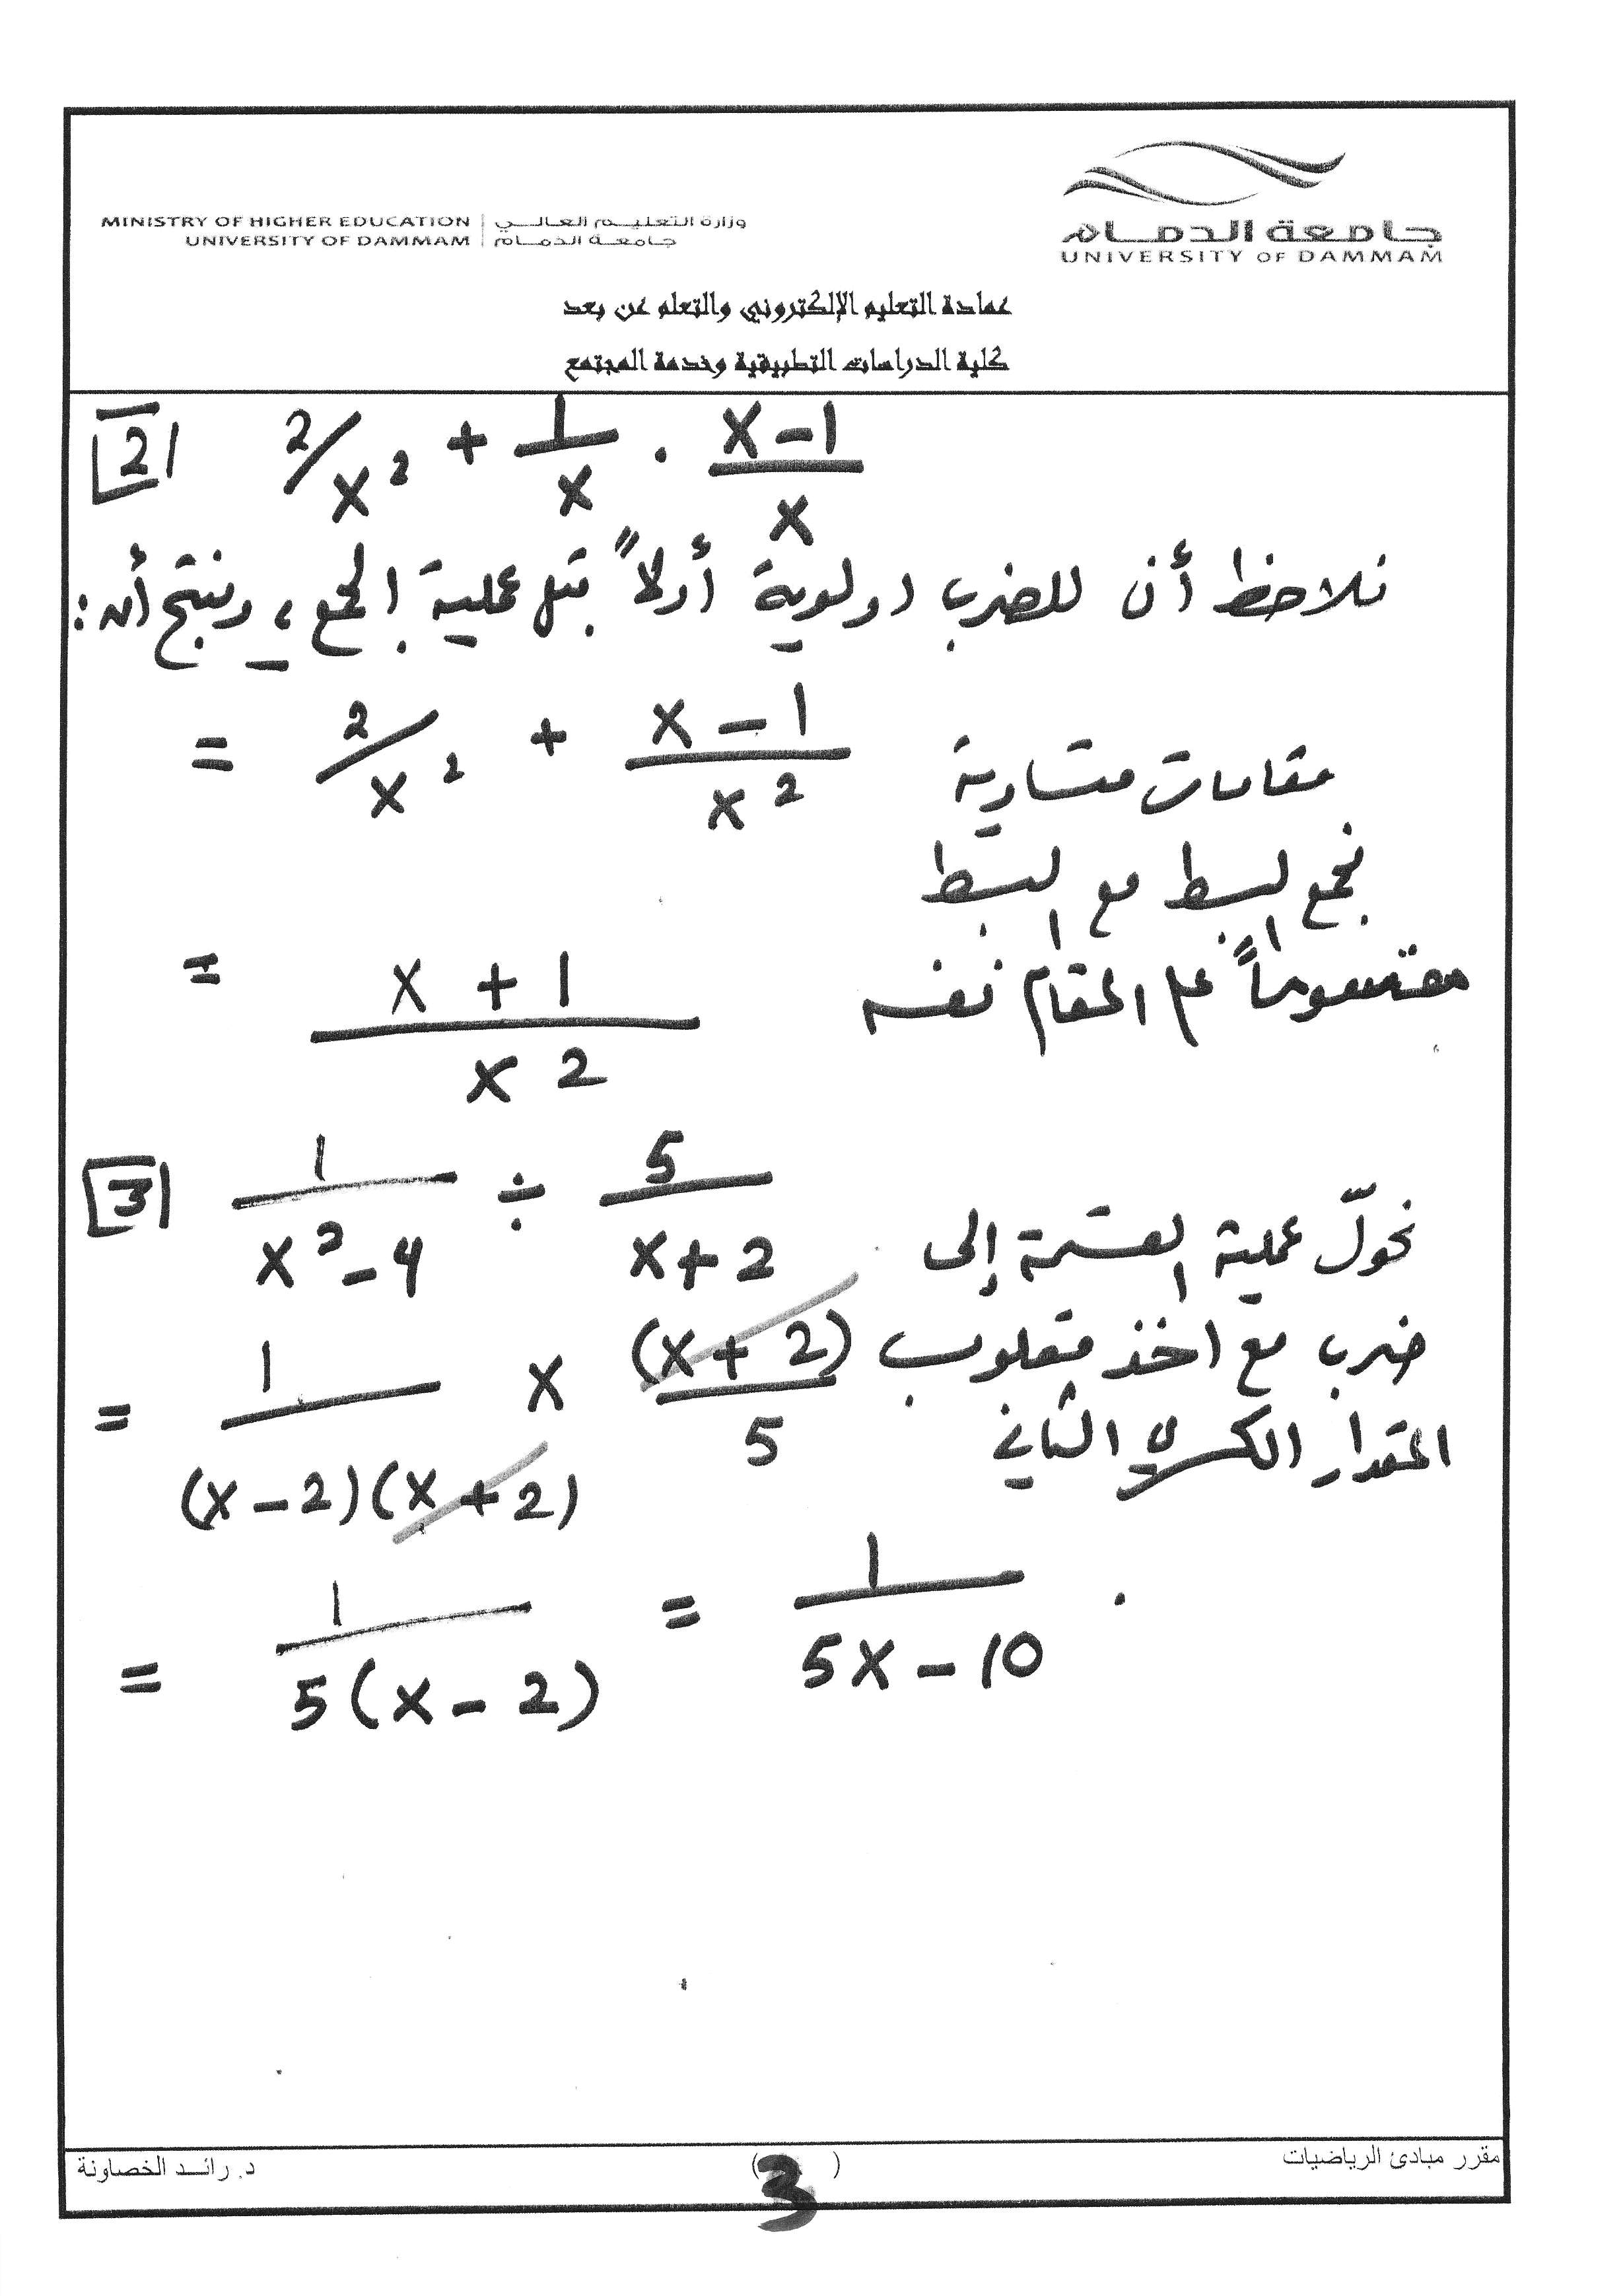 جامعة الدمام
UNIVERSITY OF DAMMAM
MINISTRY OF HIGHER EDUCATION | وزارة التعليم العالي
UNIVERSITY OF DAMMAM | جامعة الدمام
عمادة التعليم الإلكتروني والتعلم عن بعد
كلية الدراسات التطبيقية وخدمة المجتمع
[2] 2/x² + 1/x · (x-1)/x
نلاحظ أن للضرب اولوية أولاً قبل عملية الجمع، وينتج أن:
= 2/x² + (x-1)/x² مقامات متساوية
نجمع البسط مع البسط
مقسوماً على المقام نفسه
= (x+1)/x²
[3] 1/(x²-4) ÷ 5/(x+2) نحوّل عملية القسمة إلى
= 1/((x-2)(x+2)) × (x+2)/5 ضرب مع اخذ مقلوب
المقدار الكسري الثاني
= 1/(5(x-2)) = 1/(5x-10) .
مقرر مبادئ الرياضيات
(3)
د. رائد الخصاونة